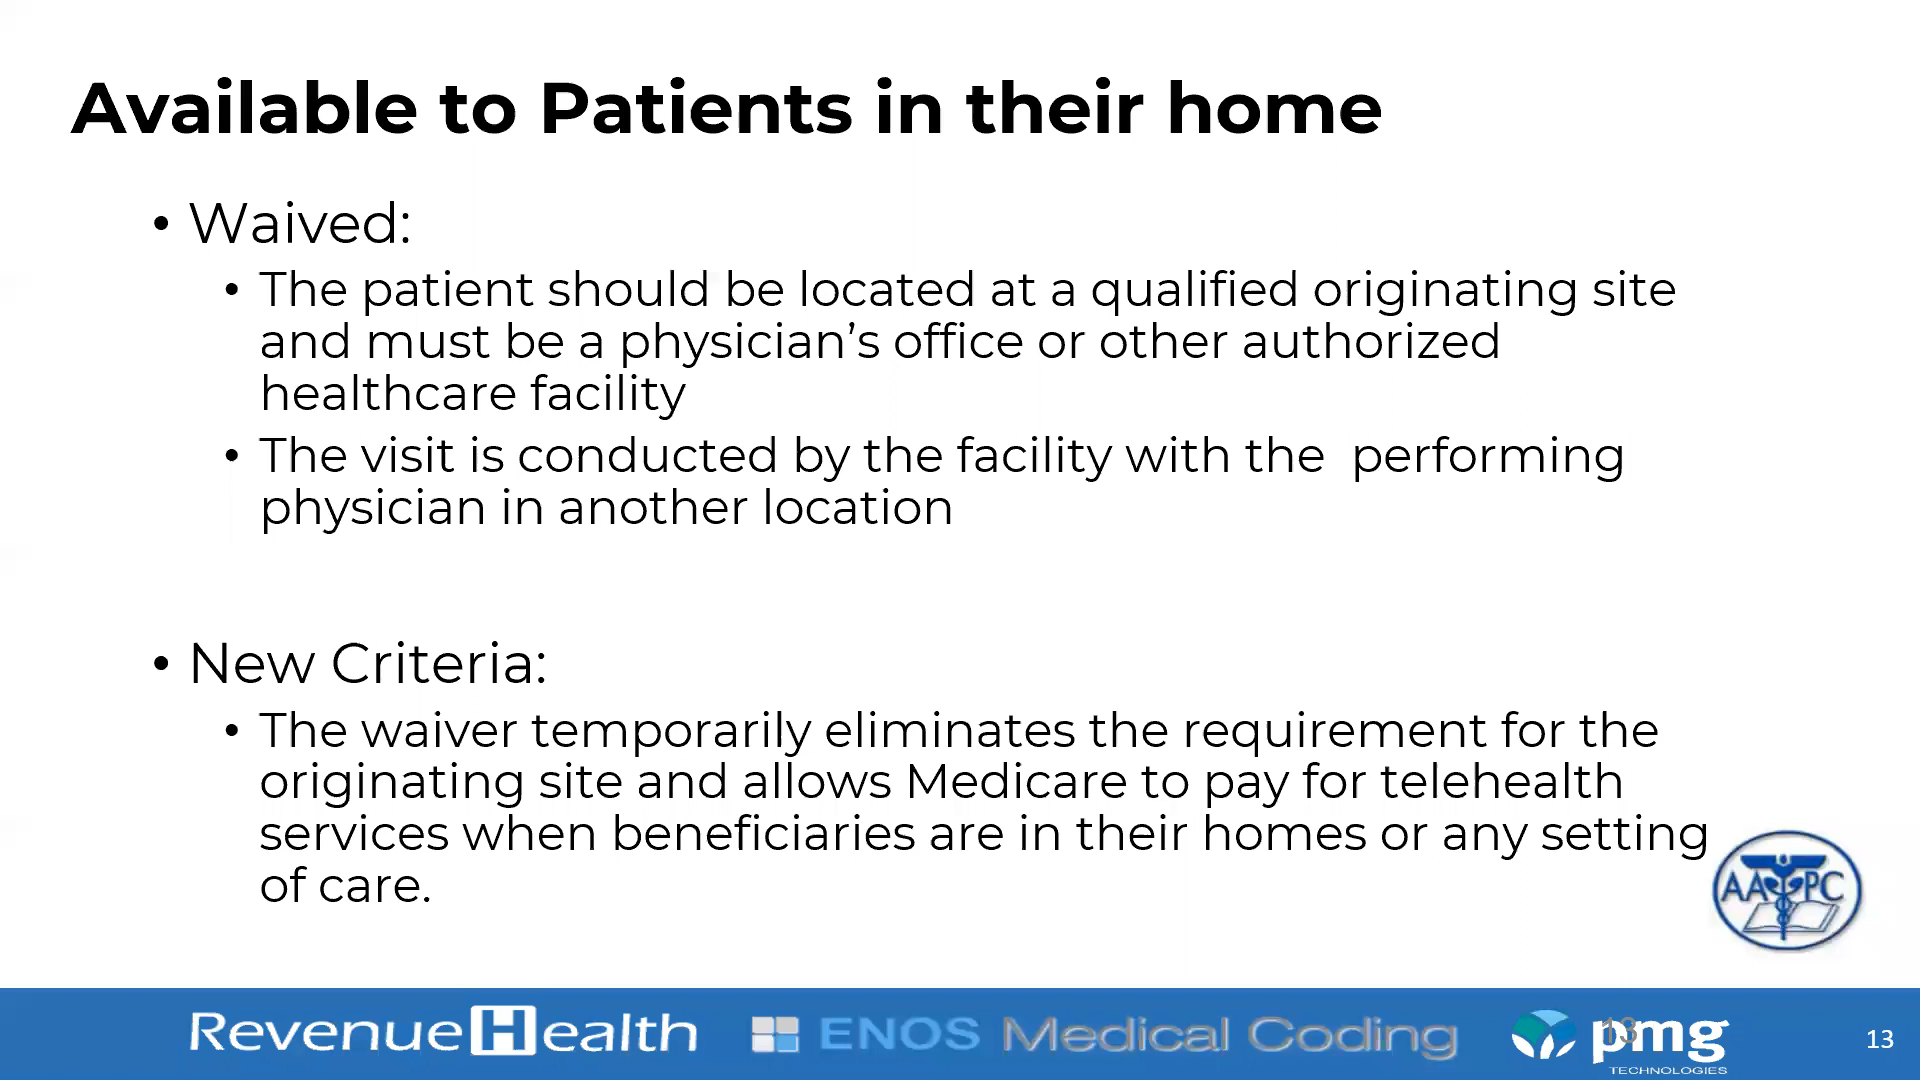 Available to Patients in their home
• Waived:
• The patient should be located at a qualified originating site
and must be a physician’s office or other authorized
healthcare facility
• The visit is conducted by the facility with the  performing
physician in another location
• New Criteria:
• The waiver temporarily eliminates the requirement for the
originating site and allows Medicare to pay for telehealth
services when beneficiaries are in their homes or any setting
of care.
AAPC
RevenueHealth
ENOS Medical Coding
13
pmg
TECHNOLOGIES
13